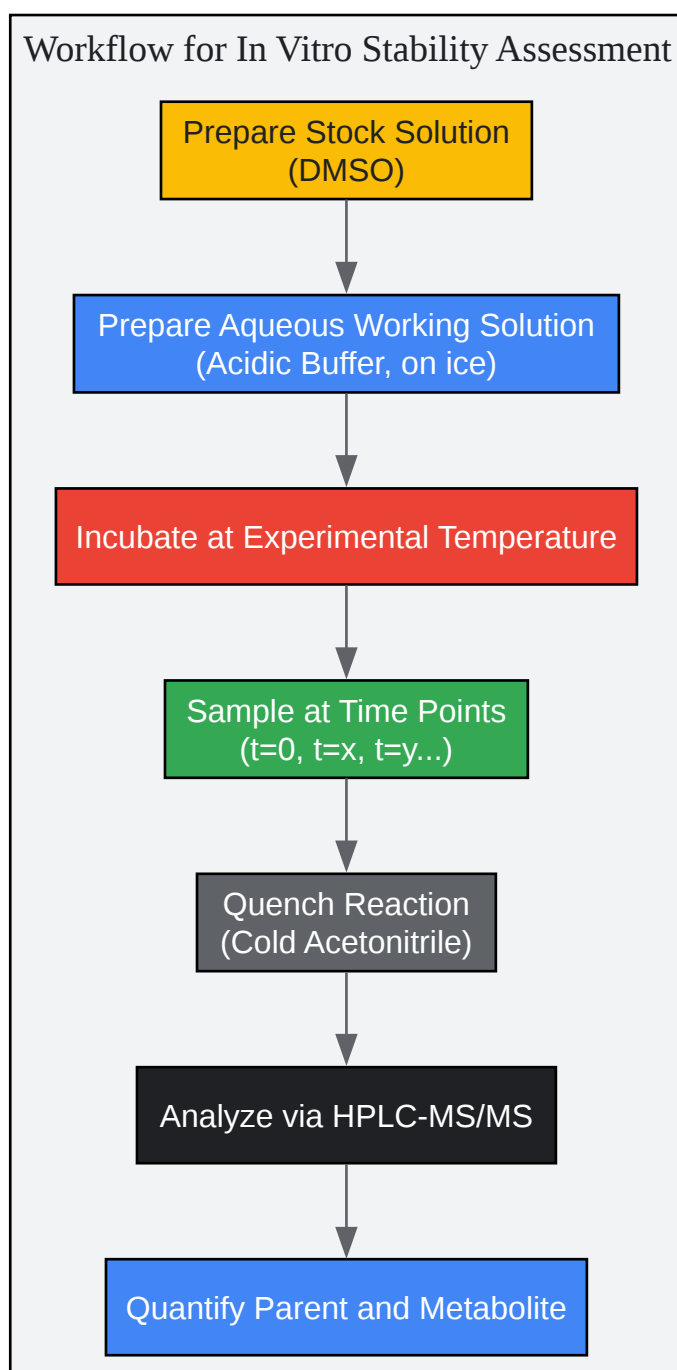 Workflow for In Vitro Stability Assessment
Prepare Stock Solution
(DMSO)
Prepare Aqueous Working Solution
(Acidic Buffer, on ice)
Incubate at Experimental Temperature
Sample at Time Points
(t=0, t=x, t=y...)
Quench Reaction
(Cold Acetonitrile)
Analyze via HPLC-MS/MS
Quantify Parent and Metabolite